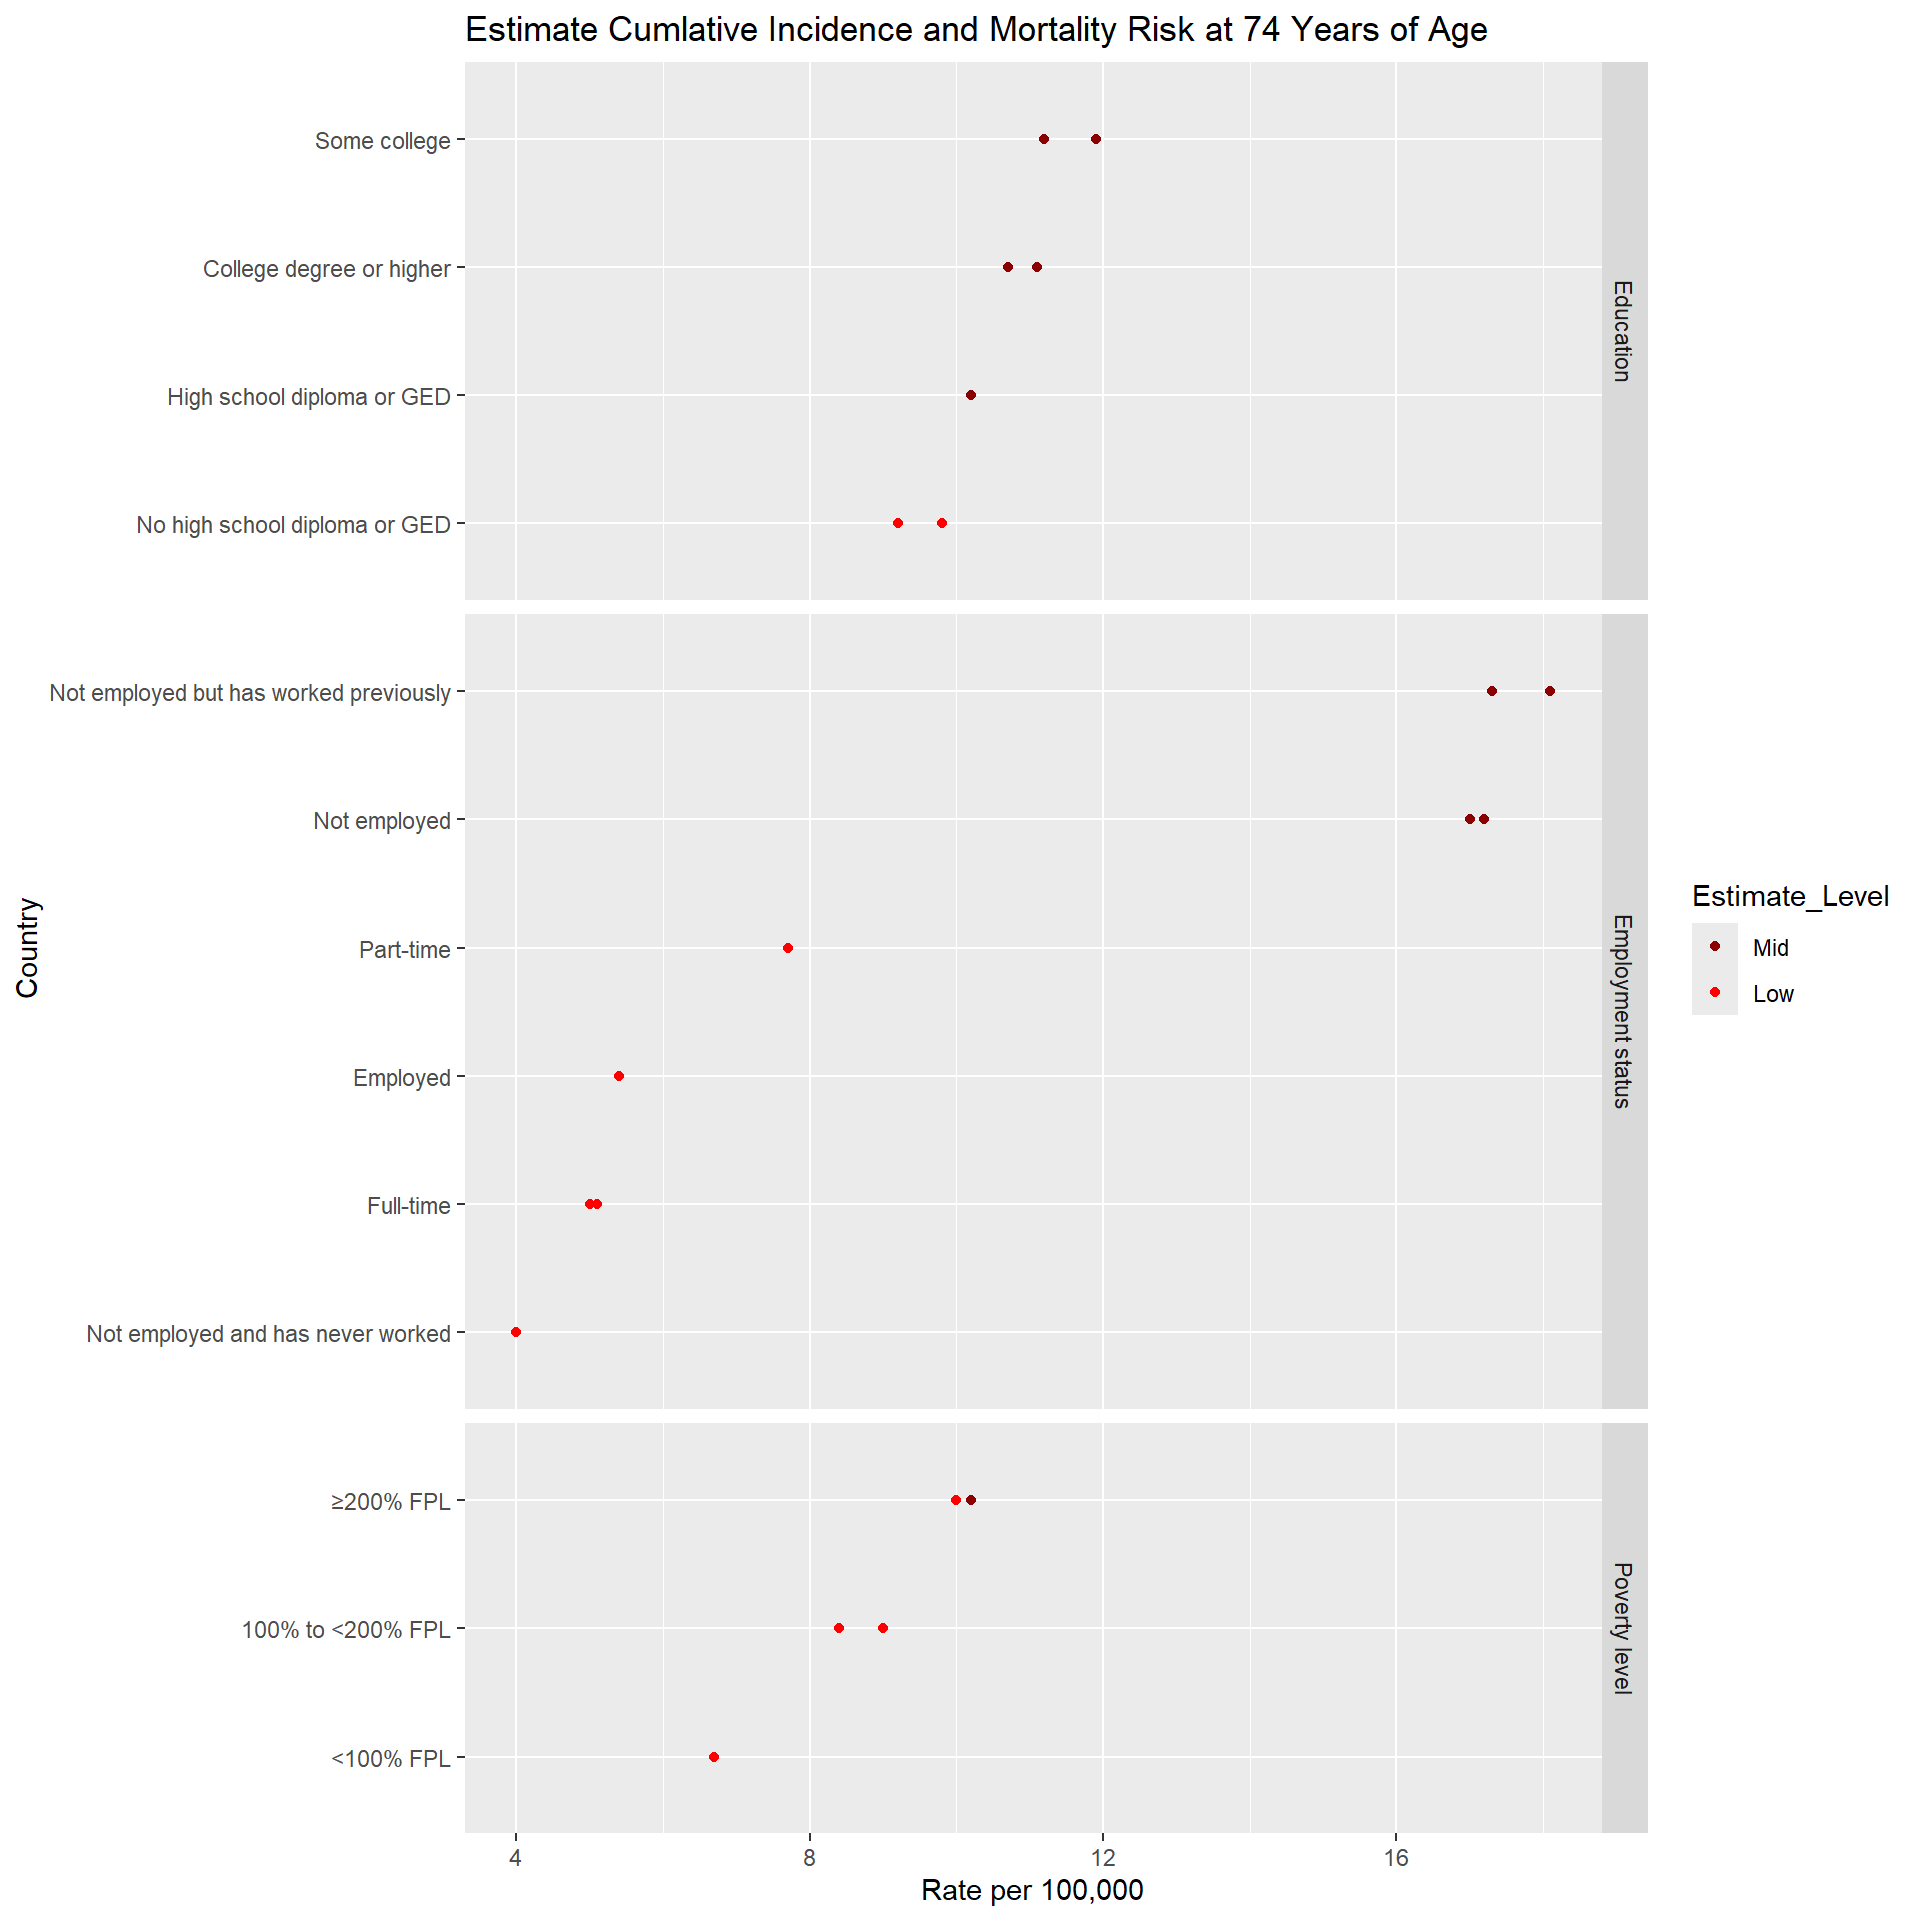 Estimate Cumlative Incidence and Mortality Risk at 74 Years of Age
Some college
College degree or higher
High school diploma or GED
No high school diploma or GED
Education
Not employed but has worked previously
Not employed
Part-time
Employed
Full-time
Not employed and has never worked
Employment status
≥200% FPL
100% to <200% FPL
<100% FPL
Poverty level
Country
4
8
12
16
Rate per 100,000
Estimate_Level
Mid
Low